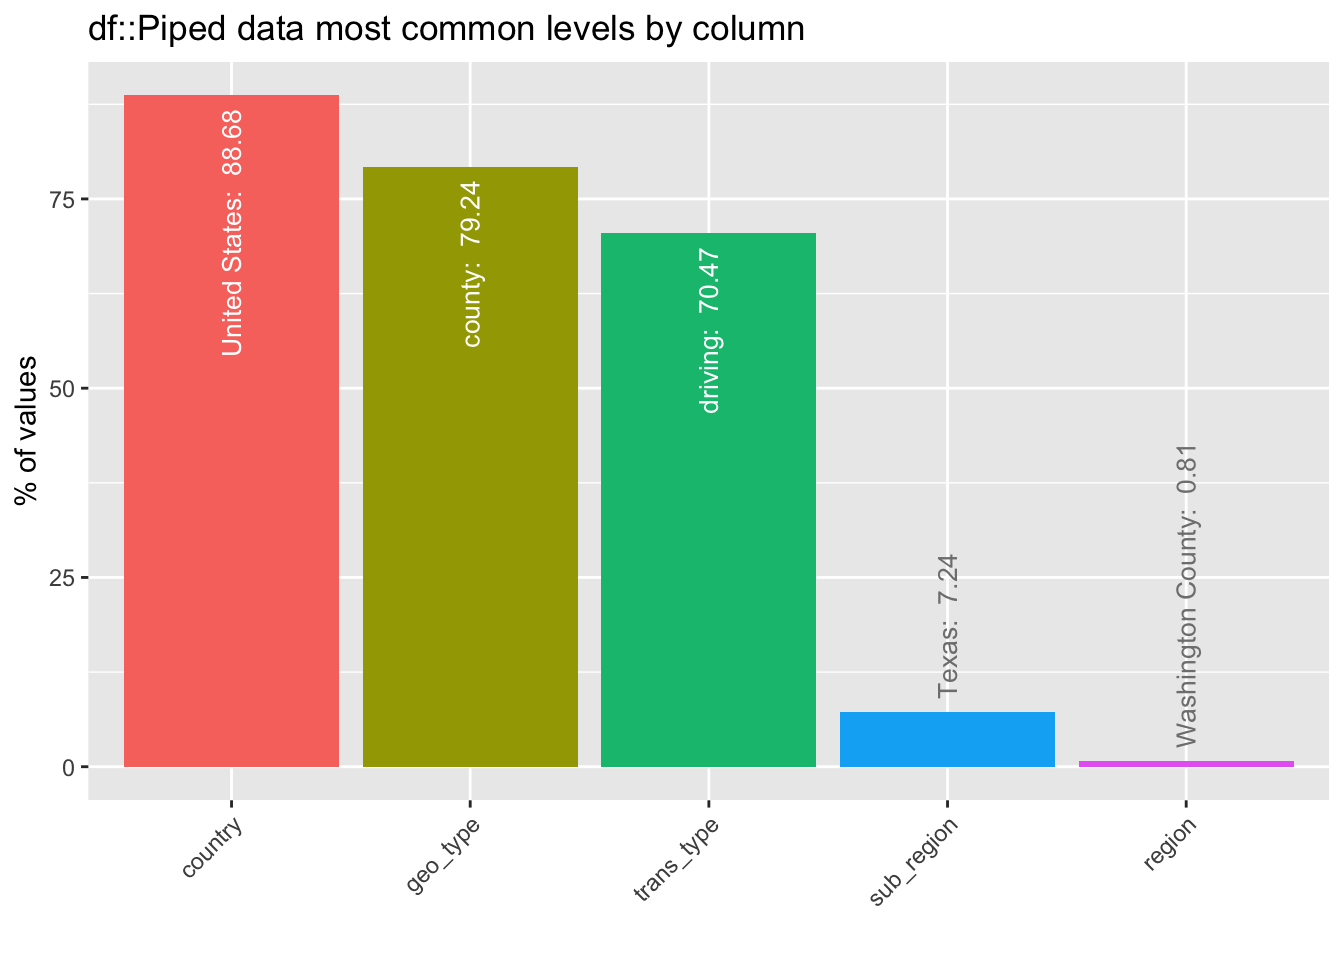 df::Piped data most common levels by column
% of values
75
50
25
0
United States: 88.68
county: 79.24
driving: 70.47
Texas: 7.24
Washington County: 0.81
country
geo_type
trans_type
sub_region
region